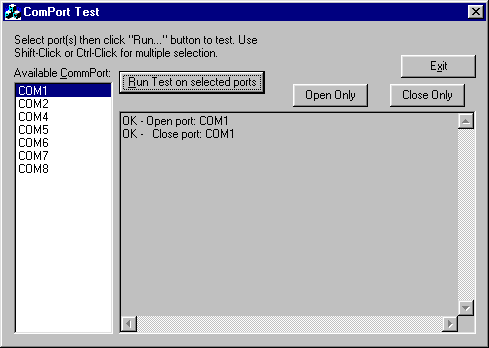 ComPort Test
Select port(s) then click "Run..." button to test. Use
Shift-Click or Ctrl-Click for multiple selection.
Available CommPort:
Exit
Run Test on selected ports
Open Only
Close Only
COM1
COM2
COM4
COM5
COM6
COM7
COM8
OK - Open port: COM1
OK -   Close port: COM1